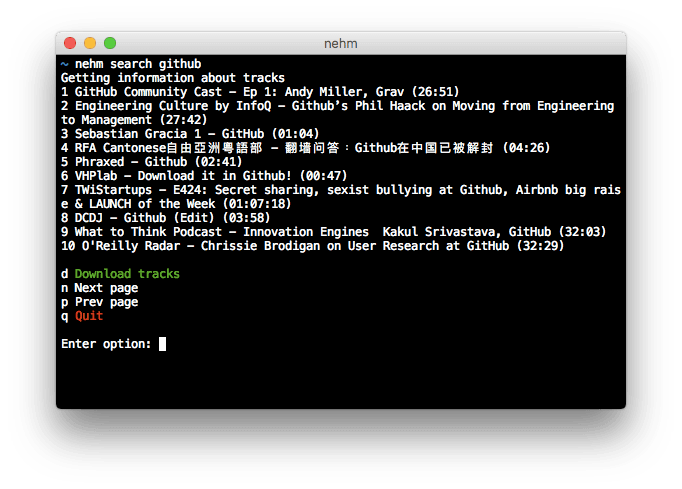 nehm
~ nehm search github
Getting information about tracks
1 GitHub Community Cast – Ep 1: Andy Miller, Grav (26:51)
2 Engineering Culture by InfoQ – Github’s Phil Haack on Moving from Engineering
to Management (27:42)
3 Sebastian Gracia 1 – GitHub (01:04)
4 RFA Cantonese自由亞洲粵語部 – 翻墙问答：Github在中国已被解封 (04:26)
5 Phraxed – Github (02:41)
6 VHPlab – Download it in Github! (00:47)
7 TWiStartups – E424: Secret sharing, sexist bullying at Github, Airbnb big rais
e & LAUNCH of the Week (01:07:18)
8 DCDJ – Github (Edit) (03:58)
9 What to Think Podcast – Innovation Engines  Kakul Srivastava, GitHub (32:03)
10 O'Reilly Radar – Chrissie Brodigan on User Research at GitHub (32:29)
d Download tracks
n Next page
p Prev page
q Quit
Enter option: